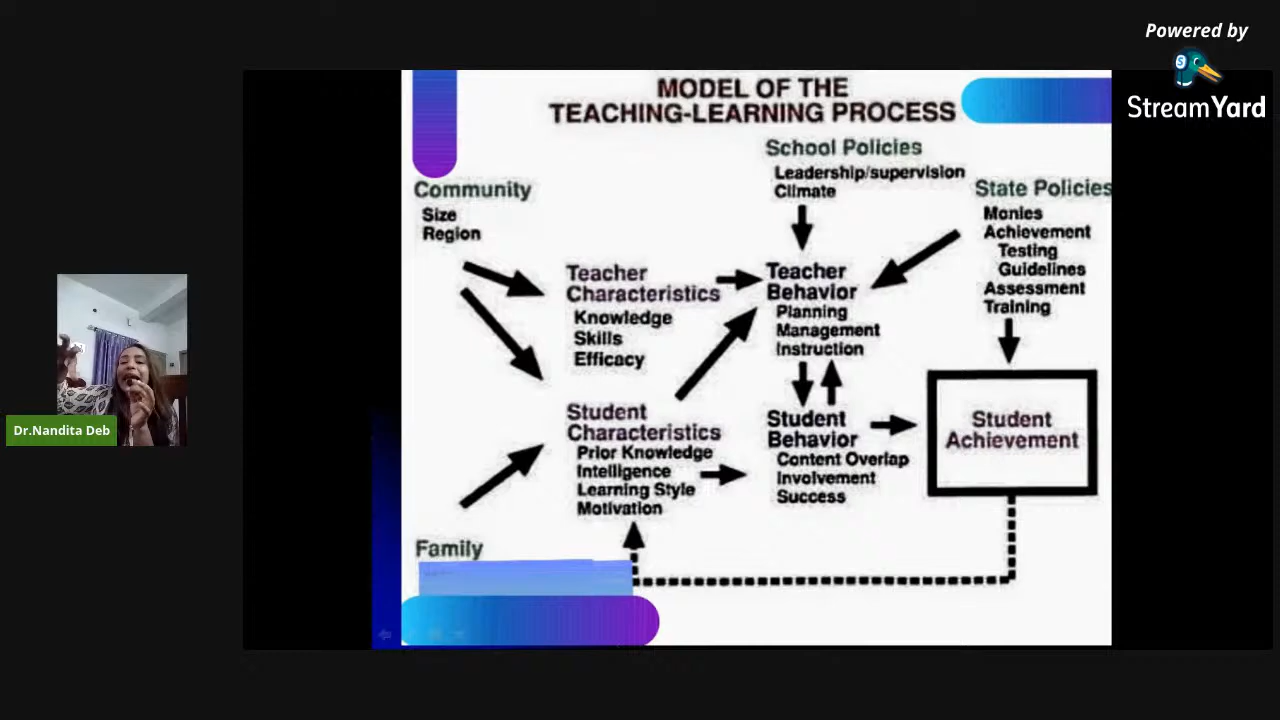 Powered by
StreamYard
MODEL OF THE
TEACHING-LEARNING PROCESS
School Policies
Leadership/supervision
Climate
State Policies
Monies
Achievement
Testing
Guidelines
Assessment
Training
Community
Size
Region
Teacher
Characteristics
Knowledge
Skills
Efficacy
Teacher
Behavior
Planning
Management
Instruction
Student
Characteristics
Prior Knowledge
Intelligence
Learning Style
Motivation
Student
Behavior
Content Overlap
Involvement
Success
Student
Achievement
Family
Dr.Nandita Deb